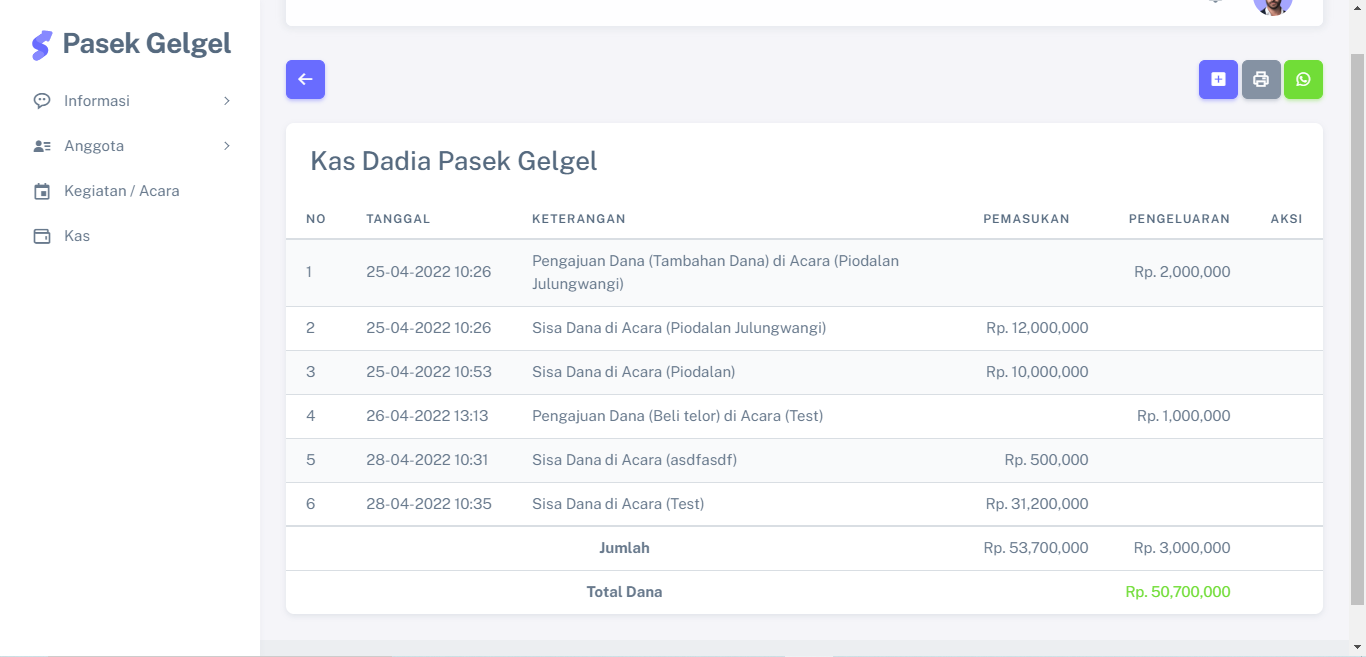 Pasek Gelgel
Informasi
Anggota
Kegiatan / Acara
Kas
Kas Dadia Pasek Gelgel
NO TANGGAL KETERANGAN PEMASUKAN PENGELUARAN AKSI
1 25-04-2022 10:26 Pengajuan Dana (Tambahan Dana) di Acara (Piodalan Julungwangi) Rp. 2,000,000
2 25-04-2022 10:26 Sisa Dana di Acara (Piodalan Julungwangi) Rp. 12,000,000
3 25-04-2022 10:53 Sisa Dana di Acara (Piodalan) Rp. 10,000,000
4 26-04-2022 13:13 Pengajuan Dana (Beli telor) di Acara (Test) Rp. 1,000,000
5 28-04-2022 10:31 Sisa Dana di Acara (asdfasdf) Rp. 500,000
6 28-04-2022 10:35 Sisa Dana di Acara (Test) Rp. 31,200,000
Jumlah Rp. 53,700,000 Rp. 3,000,000
Total Dana Rp. 50,700,000